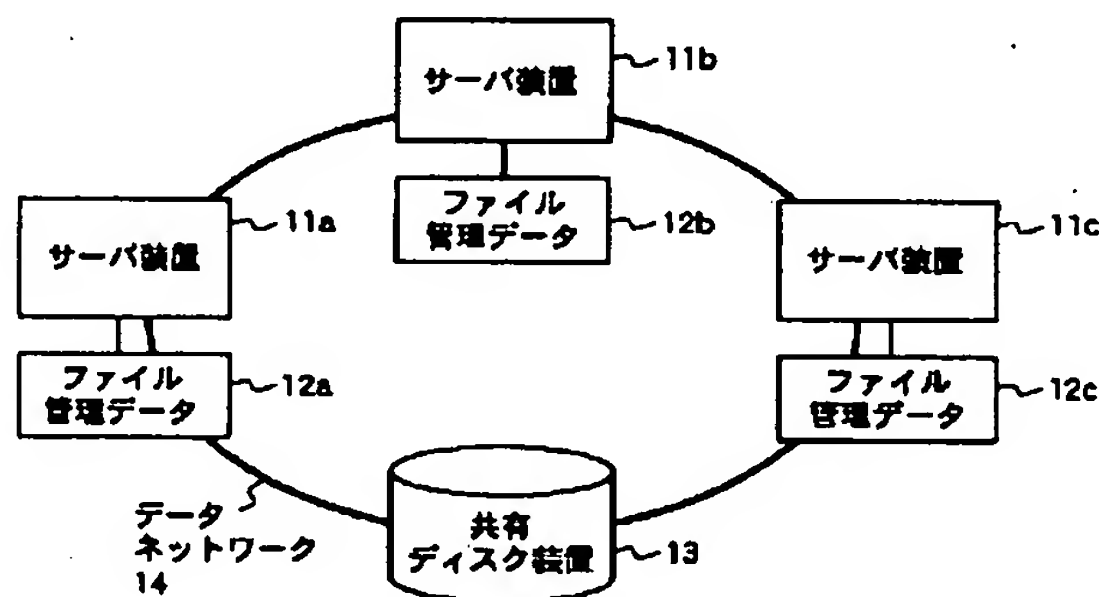 サーバ装置
11b
ファイル
管理データ
12b
サーバ装置
11a
サーバ装置
11c
ファイル
管理データ
12a
ファイル
管理データ
12c
データ
ネットワーク
14
共有
ディスク装置
13